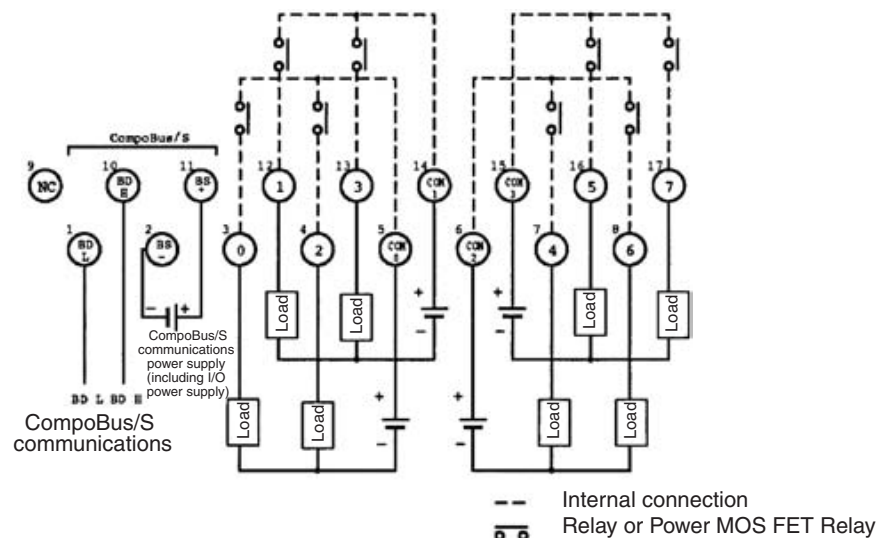 CompoBus/S
9
10
11
12
13
14
15
16
17
NC
BD
H
BS
+
1
3
COM
1
COM
3
5
7
1
2
3
4
5
6
7
8
BD
L
BS
–
0
2
COM
0
COM
2
4
6
– +
+
–
+
–
Load
Load
Load
Load
CompoBus/S
communications
power supply
(including I/O
power supply)
+
–
+
–
Load
Load
Load
Load
BD L BD H
CompoBus/S
communications
Internal connection
Relay or Power MOS FET Relay